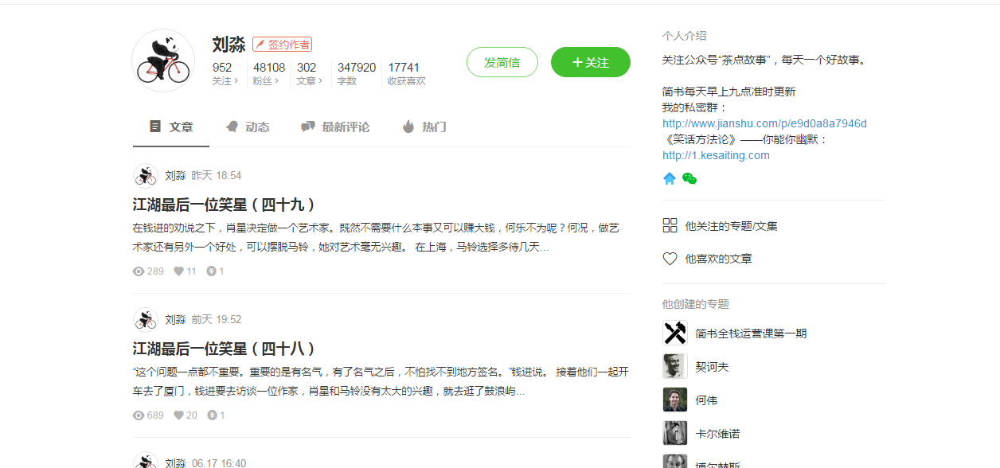 刘淼 签约作者
952 48108 302 347920 17741
关注 粉丝 文章 字数 收获喜欢
发简信 +关注
文章 动态 最新评论 热门
刘淼 昨天 18:54
江湖最后一位笑星（四十九）
在钱进的劝说之下，肖星决定做一个艺术家。既然不需要什么本事又可以赚大钱，何乐不为呢？何况，做艺
术家还有另外一个好处，可以摆脱马铃，她对艺术毫无兴趣。 在上海，马铃选择多待几天...
289 11 1
刘淼 前天 19:52
江湖最后一位笑星（四十八）
“这个问题一点都不重要。重要的是有名气，有了名气之后，不怕找不到地方签名。”钱进说。 接着他们一起开
车去了厦门，钱进要去访谈一位作家，肖星和马铃没有太大的兴趣，就去逛了鼓浪屿...
689 20 1
刘淼 06.17 16:40
个人介绍
关注公众号“茶点故事”，每天一个好故事。
简书每天早上九点准时更新
我的私密群：
http://www.jianshu.com/p/e9d0a8a7946d
《笑话方法论》——你能你幽默：
http://1.kesaiting.com
他关注的专题/文集
他喜欢的文章
他创建的专题
简书全栈运营课第一期
契诃夫
何伟
卡尔维诺
博尔赫斯